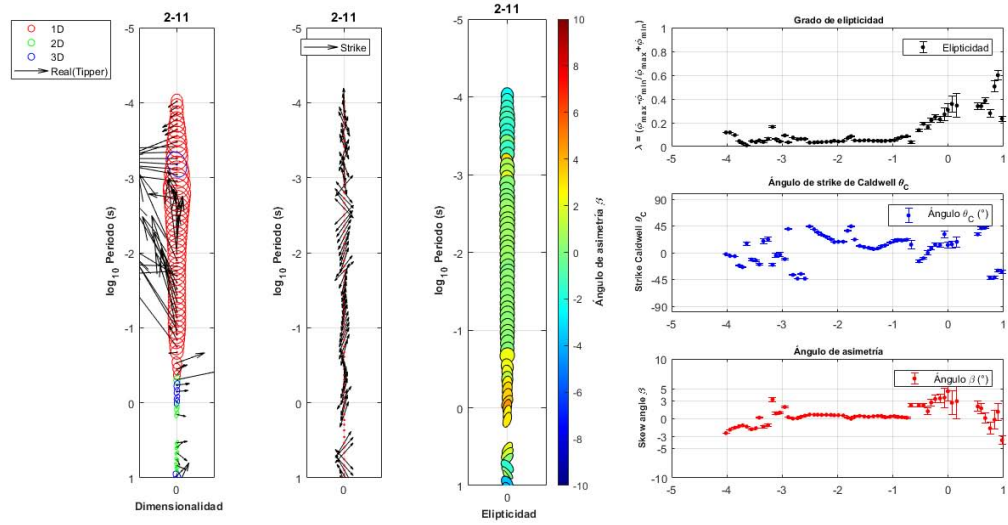 2-11
1D
2D
3D
Real(Tipper)
-5
-4
-3
-2
-1
0
1
log10 Periodo (s)
0
Dimensionalidad
2-11
Strike
-5
-4
-3
-2
-1
0
1
log10 Periodo (s)
0
2-11
-5
-4
-3
-2
-1
0
1
log10 Periodo (s)
0
Elipticidad
10
8
6
4
2
0
-2
-4
-6
-8
-10
Ángulo de asimetría β
Grado de elipticidad
Elipticidad
1
0.8
0.6
0.4
0.2
0
-5 -4 -3 -2 -1 0 1
Ángulo de strike de Caldwell θC
Ángulo θC (°)
Strike Caldwell θC
90
45
0
-45
-90
-5 -4 -3 -2 -1 0 1
Ángulo de asimetría
Ángulo β (°)
Skew angle β
10
5
3
0
-3
-5
-10
-5 -4 -3 -2 -1 0 1